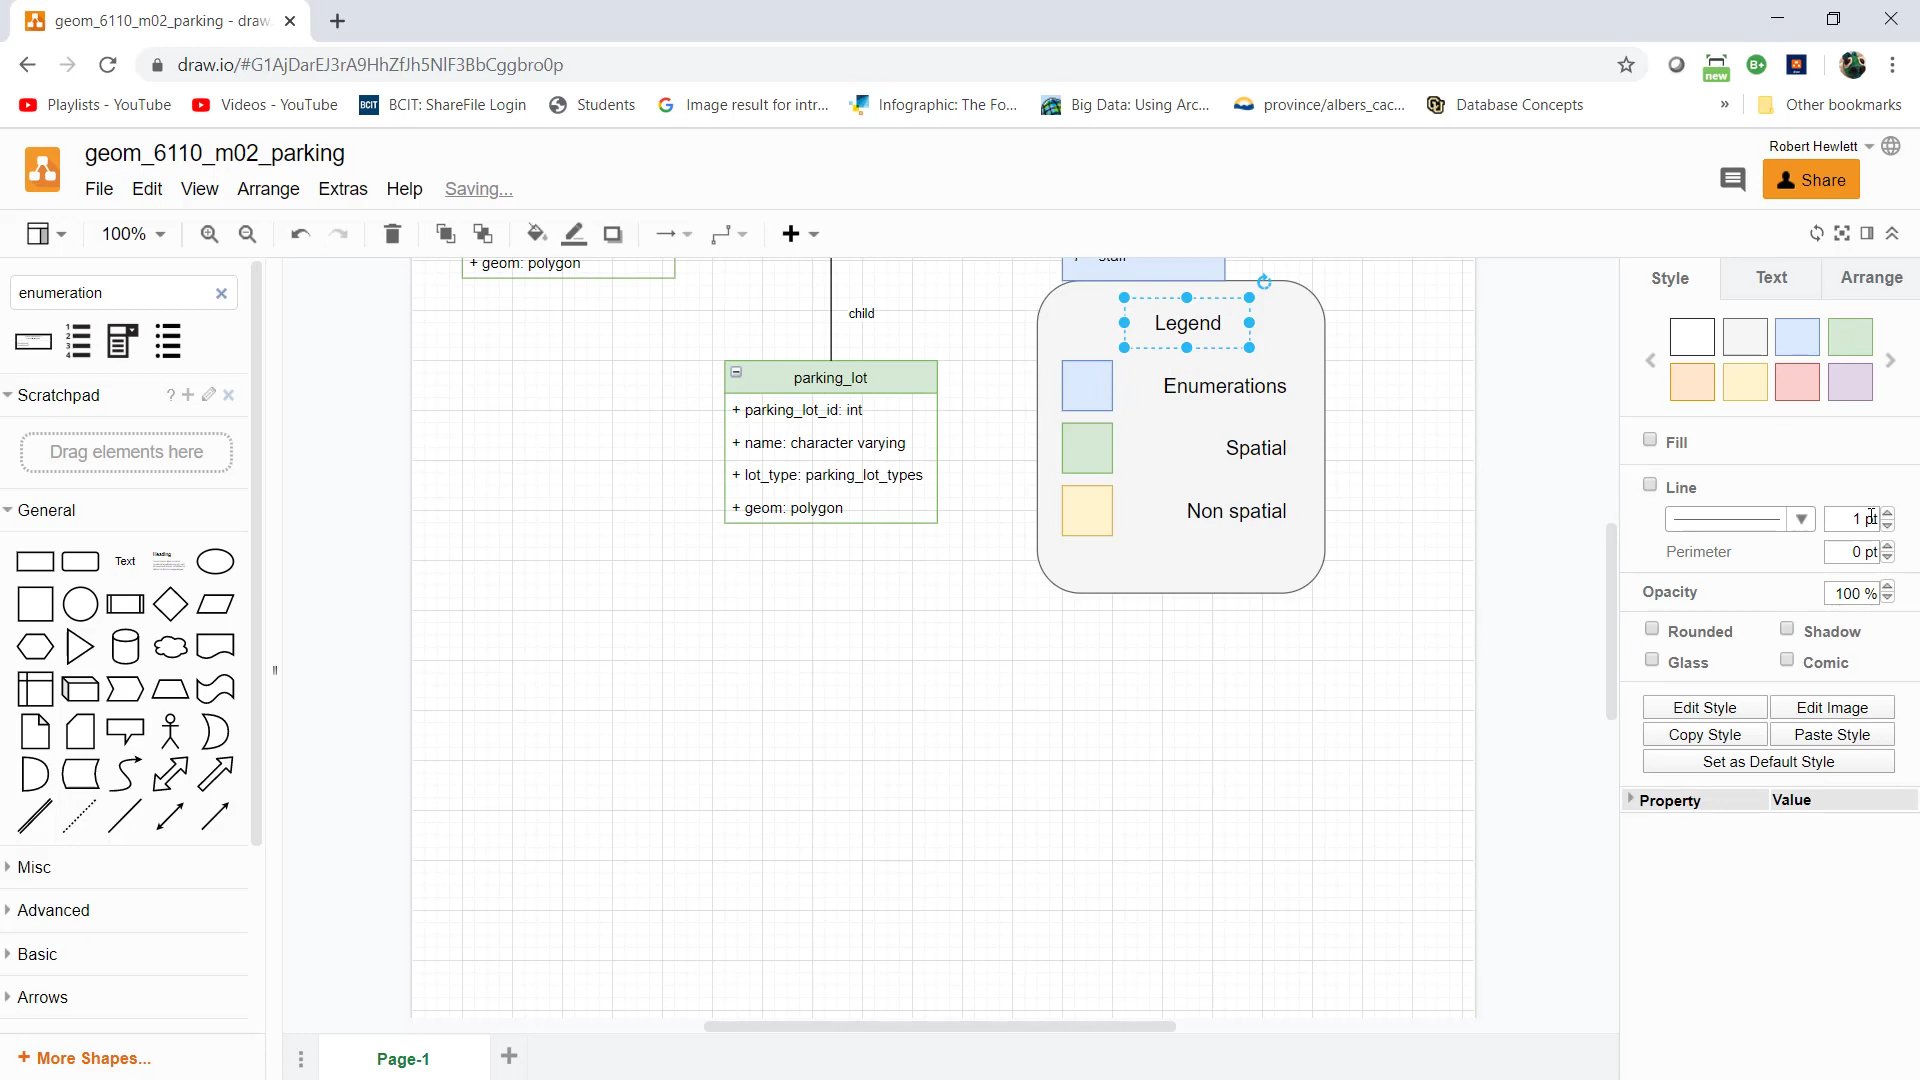 geom_6110_m02_parking - draw.
draw.io/#G1AjDarEJ3rA9HhZfJh5NlF3BbCggbro0p
new
B+
Playlists - YouTube
Videos - YouTube
BCIT
BCIT: ShareFile Login
Students
Image result for intr...
Infographic: The Fo...
Big Data: Using Arc...
province/albers_cac...
Database Concepts
»
Other bookmarks
geom_6110_m02_parking
Robert Hewlett
File Edit View Arrange Extras Help Saving...
Share
100%
enumeration
Scratchpad
?
Drag elements here
General
Text
Heading
Misc
Advanced
Basic
Arrows
+ More Shapes...
+ geom: polygon
child
parking_lot
+ parking_lot_id: int
+ name: character varying
+ lot_type: parking_lot_types
+ geom: polygon
Legend
Enumerations
Spatial
Non spatial
Page-1
Style Text Arrange
Fill
Line
1 pt
Perimeter 0 pt
Opacity 100 %
Rounded Shadow
Glass Comic
Edit Style Edit Image
Copy Style Paste Style
Set as Default Style
Property Value